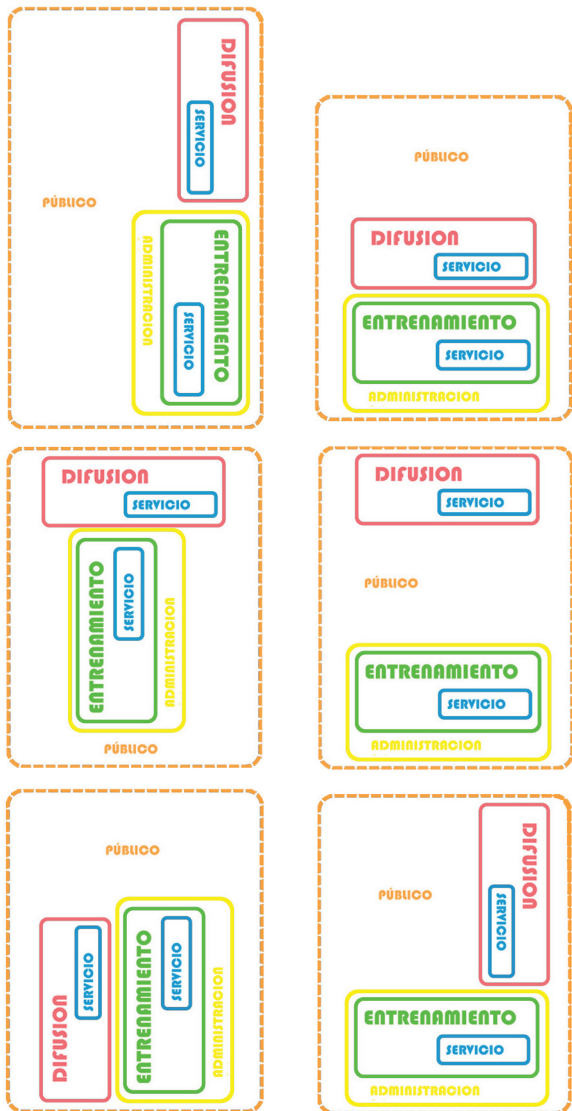 DIFUSION
SERVICIO
PÚBLICO
ADMINISTRACION
ENTRENAMIENTO
SERVICIO
PÚBLICO
DIFUSION
SERVICIO
ENTRENAMIENTO
SERVICIO
ADMINISTRACION
DIFUSION
SERVICIO
ENTRENAMIENTO
SERVICIO
ADMINISTRACION
PÚBLICO
DIFUSION
SERVICIO
PÚBLICO
ENTRENAMIENTO
SERVICIO
ADMINISTRACION
PÚBLICO
DIFUSION
SERVICIO
ENTRENAMIENTO
SERVICIO
ADMINISTRACION
DIFUSION
SERVICIO
PÚBLICO
ENTRENAMIENTO
SERVICIO
ADMINISTRACION